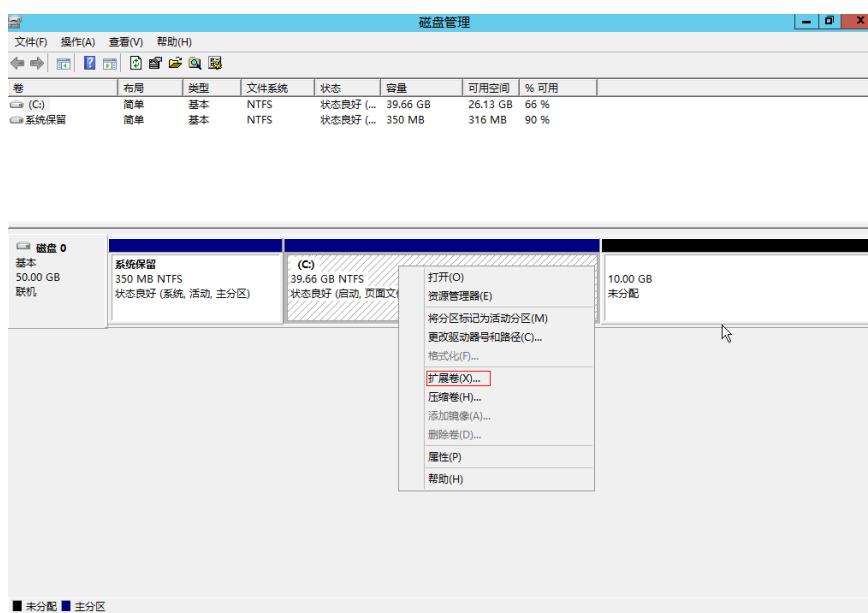 磁盘管理
文件(F) 操作(A) 查看(V) 帮助(H)
卷 布局 类型 文件系统 状态 容量 可用空间 % 可用
(C:) 简单 基本 NTFS 状态良好 (... 39.66 GB 26.13 GB 66 %
系统保留 简单 基本 NTFS 状态良好 (... 350 MB 316 MB 90 %
磁盘 0
基本
50.00 GB
联机
系统保留
350 MB NTFS
状态良好 (系统, 活动, 主分区)
(C:)
39.66 GB NTFS
状态良好 (启动, 页面文
10.00 GB
未分配
打开(O)
资源管理器(E)
将分区标记为活动分区(M)
更改驱动器号和路径(C)...
格式化(F)...
扩展卷(X)...
压缩卷(H)...
添加镜像(A)...
删除卷(D)...
属性(P)
帮助(H)
未分配 主分区